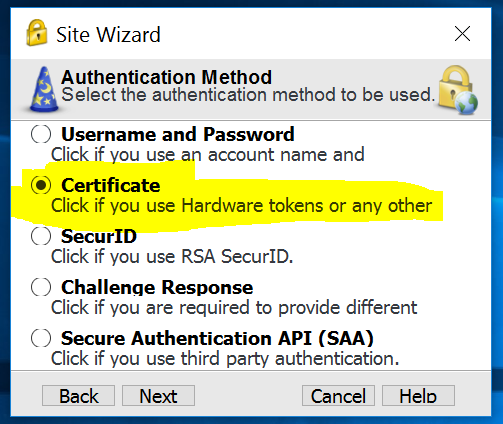 Site Wizard
Authentication Method
Select the authentication method to be used.
Username and Password
Click if you use an account name and
Certificate
Click if you use Hardware tokens or any other
SecurID
Click if you use RSA SecurID.
Challenge Response
Click if you are required to provide different
Secure Authentication API (SAA)
Click if you use third party authentication.
Back Next Cancel Help